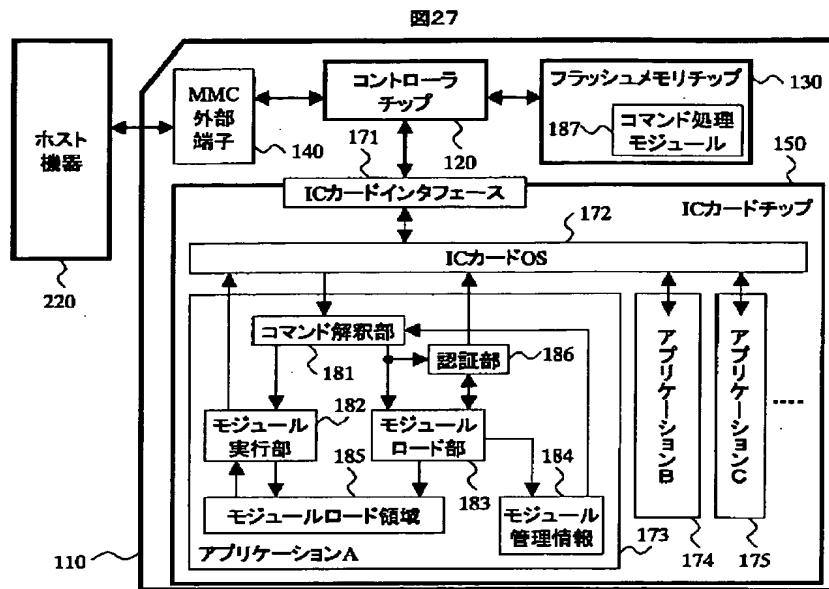 図27
ホスト
機器
220
MMC
外部
端子
140
コントローラ
チップ
120
フラッシュメモリチップ
130
187
コマンド処理
モジュール
171
150
ICカードインタフェース
ICカードチップ
172
ICカードOS
コマンド解釈部
181
認証部
186
モジュール
実行部
182
モジュール
ロード部
183
185
184
モジュールロード領域
モジュール
管理情報
アプリケーションA
173
110
アプリケーションB
174
アプリケーションC
175